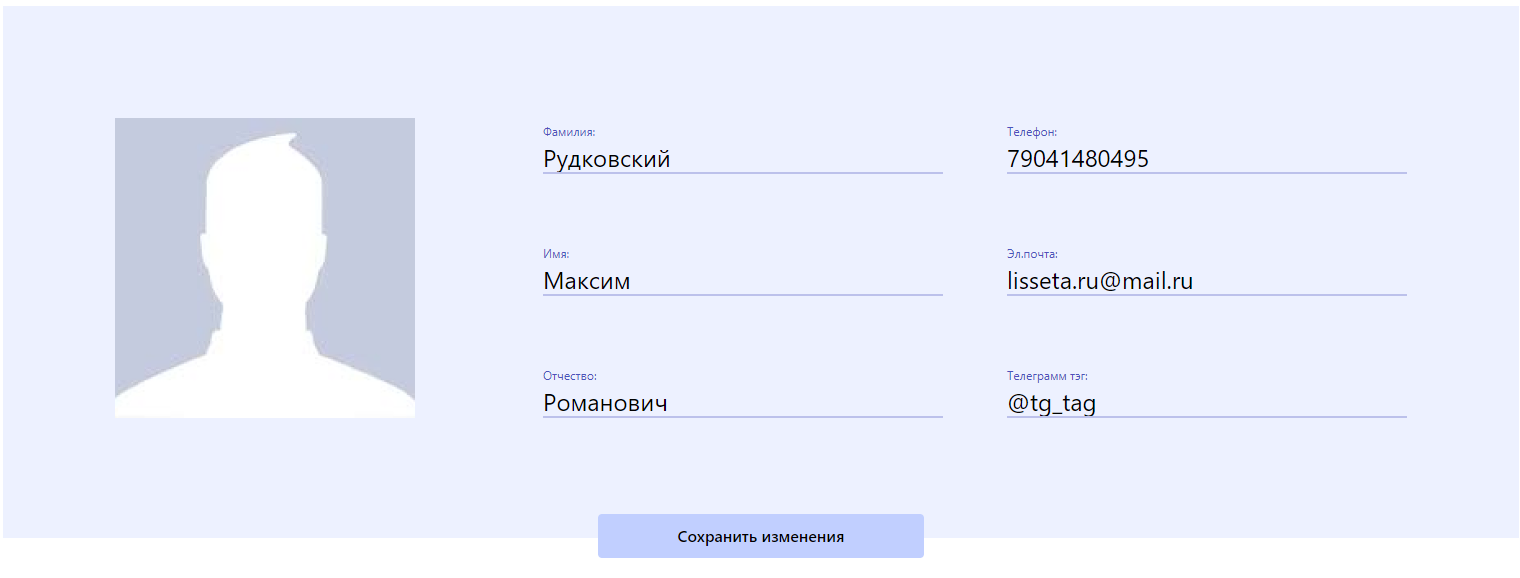 Фамилия:
Рудковский
Имя:
Максим
Отчество:
Романович
Телефон:
79041480495
Эл.почта:
lisseta.ru@mail.ru
Телеграмм тэг:
@tg_tag
Сохранить изменения